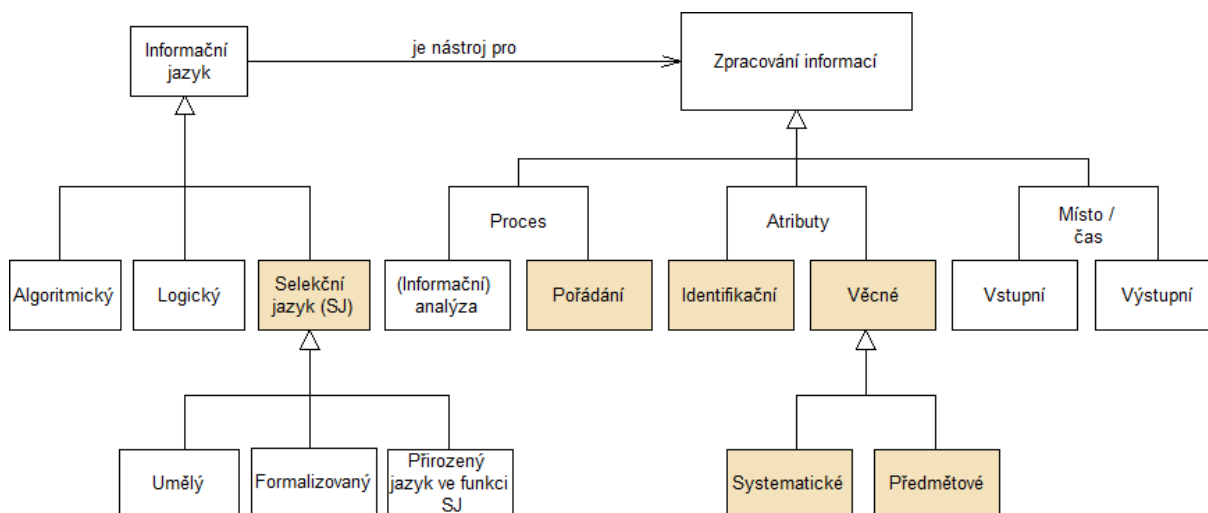 Informační
jazyk
je nástroj pro
Zpracování informací
Proces
Atributy
Místo /
čas
Algoritmický
Logický
Selekční
jazyk (SJ)
(Informační)
analýza
Pořádání
Identifikační
Věcné
Vstupní
Výstupní
Umělý
Formalizovaný
Přirozený
jazyk ve funkci
SJ
Systematické
Předmětové